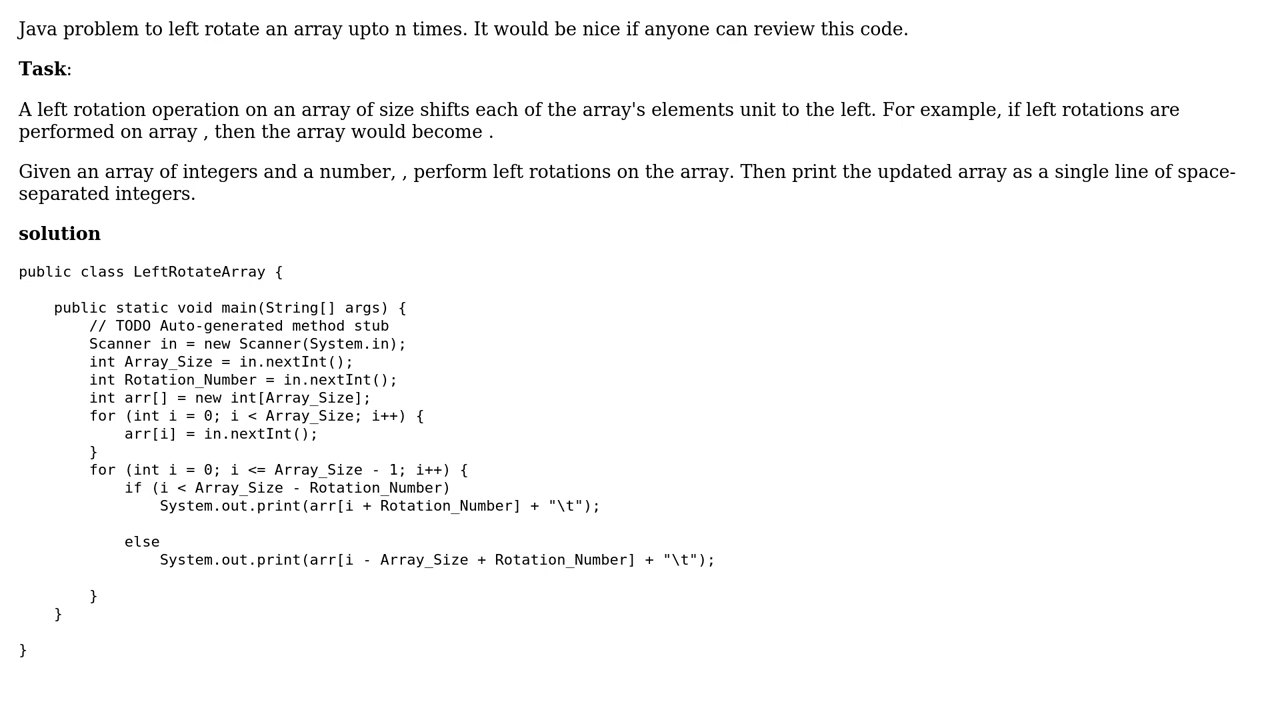 Java problem to left rotate an array upto n times. It would be nice if anyone can review this code.
Task:
A left rotation operation on an array of size shifts each of the array's elements unit to the left. For example, if left rotations are
performed on array , then the array would become .
Given an array of integers and a number, , perform left rotations on the array. Then print the updated array as a single line of space-
separated integers.
solution
public class LeftRotateArray {
    public static void main(String[] args) {
        // TODO Auto-generated method stub
        Scanner in = new Scanner(System.in);
        int Array_Size = in.nextInt();
        int Rotation_Number = in.nextInt();
        int arr[] = new int[Array_Size];
        for (int i = 0; i < Array_Size; i++) {
            arr[i] = in.nextInt();
        }
        for (int i = 0; i <= Array_Size - 1; i++) {
            if (i < Array_Size - Rotation_Number)
                System.out.print(arr[i + Rotation_Number] + "\t");
            else
                System.out.print(arr[i - Array_Size + Rotation_Number] + "\t");
        }
    }
}